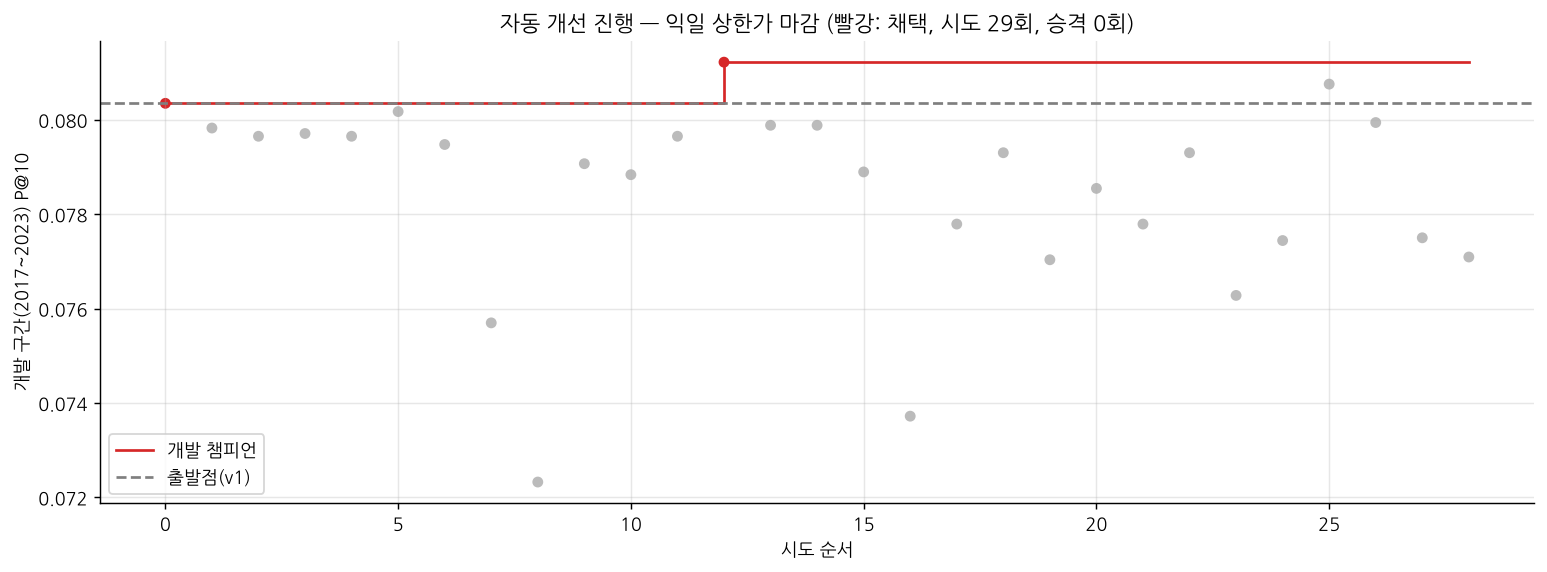 자동 개선 진행 — 익일 상한가 마감 (빨강: 채택, 시도 29회, 승격 0회)
개발 구간(2017~2023) P@10
0.080
0.078
0.076
0.074
0.072
개발 챔피언
출발점(v1)
0 5 10 15 20 25
시도 순서